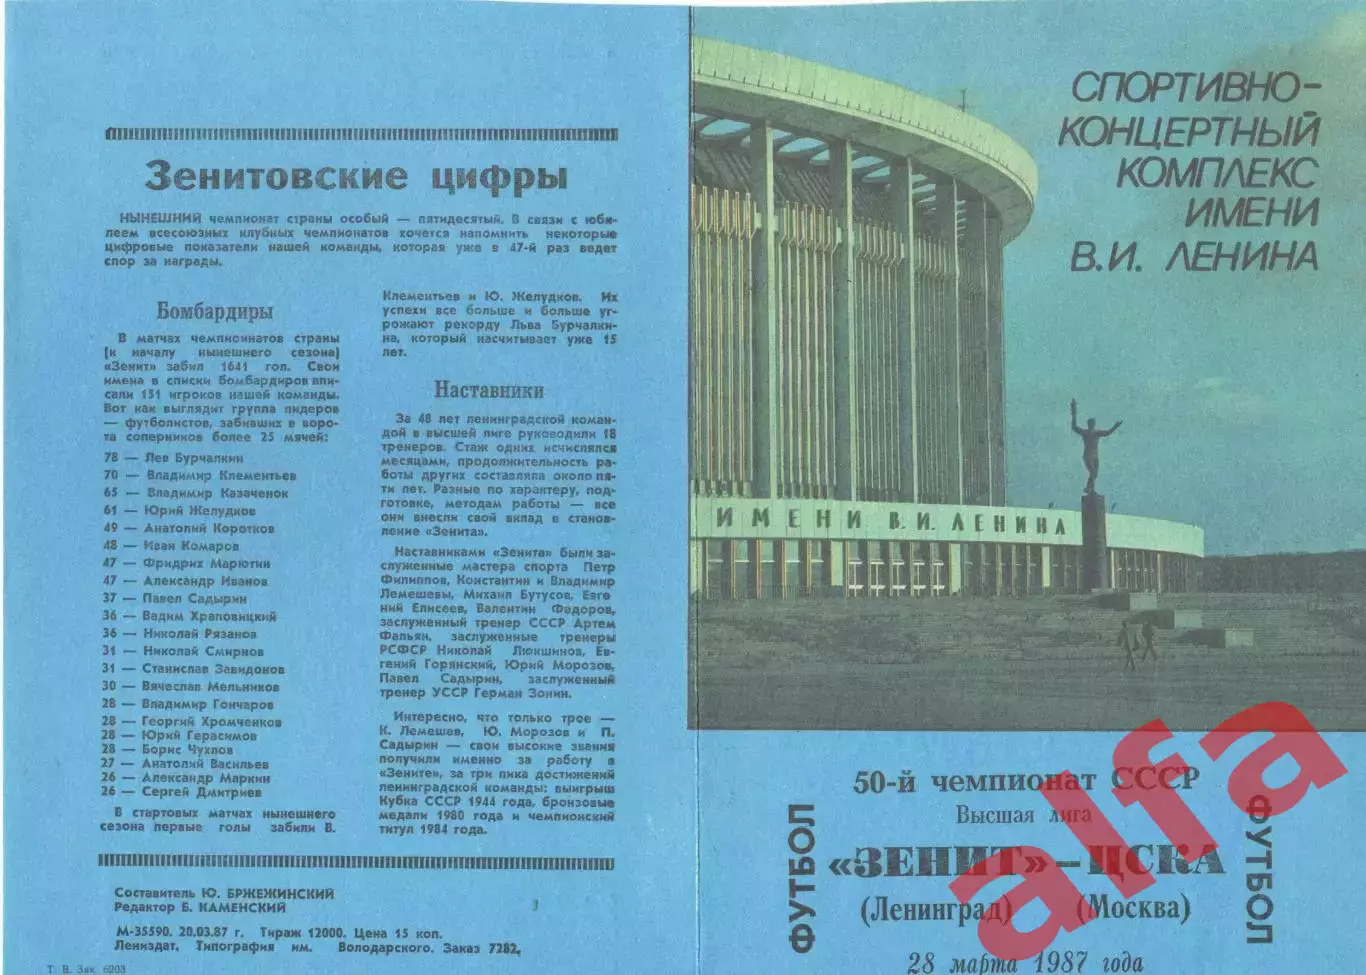 Зенитовские цифры
НЫНЕШНИЙ чемпионат страны особый — пятидесятый. В связи с юби-
леем всесоюзных клубных чемпионатов хочется напомнить некоторые
цифровые показатели нашей команды, которая уже в 47-й раз ведет
спор за награды.
Бомбардиры
В матчах чемпионатов страны
(к началу нынешнего сезона)
«Зенит» забил 1641 гол. Свои
имена в списки бомбардиров впи-
сали 151 игроков нашей команды.
Вот как выглядит группа лидеров
— футболистов, забивших в воро-
та соперников более 25 мячей:
78 — Лев Бурчалкин
70 — Владимир Клементьев
65 — Владимир Казаченок
61 — Юрий Желудков
49 — Анатолий Коротков
48 — Иван Комаров
47 — Фридрих Марютин
47 — Александр Иванов
37 — Павел Садырин
36 — Вадим Храповицкий
36 — Николай Рязанов
31 — Николай Смирнов
31 — Станислав Завидонов
30 — Вячеслав Мельников
28 — Владимир Гончаров
28 — Георгий Хромченков
28 — Юрий Герасимов
28 — Борис Чухлов
27 — Анатолий Васильев
26 — Александр Маркин
26 — Сергей Дмитриев
В стартовых матчах нынешнего
сезона первые голы забили В.
Клементьев и Ю. Желудков. Их
успехи все больше и больше уг-
рожают рекорду Льва Бурчалки-
на, который насчитывает уже 15
лет.
Наставники
За 48 лет ленинградской коман-
дой в высшей лиге руководили 18
тренеров. Стаж одних исчислялся
месяцами, продолжительность ра-
боты других составляла около пя-
ти лет. Разные по характеру, под-
готовке, методам работы — все
они внесли свой вклад в станов-
ление «Зенита».
Наставниками «Зенита» были за-
служенные мастера спорта Петр
Филиппов, Константин и Владимир
Лемешевы, Михаил Бутусов, Евге
ний Елисеев, Валентин Федоров,
заслуженный тренер СССР Артем
Фальян, заслуженные тренеры
РСФСР Николай Люкшинов, Ев-
гений Горянский, Юрий Морозов,
Павел Садырин, заслуженный
тренер УССР Герман Зонин.
Интересно, что только трое —
К. Лемешев, Ю. Морозов и П.
Садырин — свои высокие звания
получили именно за работу в
«Зените», за три пика достижений
ленинградской команды: выигрыш
Кубка СССР 1944 года, бронзовые
медали 1980 года и чемпионский
титул 1984 года.
Составитель Ю. БРЖЕЖИНСКИЙ
Редактор Б. КАМЕНСКИЙ
М-35590. 20.03.87 г. Тираж 12000. Цена 15 коп.
Лениздат. Типография им. Володарского. Заказ 7282,
Т. В. Зак 6203
СПОРТИВНО-
КОНЦЕРТНЫЙ
КОМПЛЕКС
ИМЕНИ
В.И. ЛЕНИНА
ИМЕНИ В.И. ЛЕНИНА
50-й чемпионат СССР
Высшая лига
«ЗЕНИТ» — ЦСКА
(Ленинград) (Москва)
28 марта 1987 года
ФУТБОЛ
ФУТБОЛ
alfa